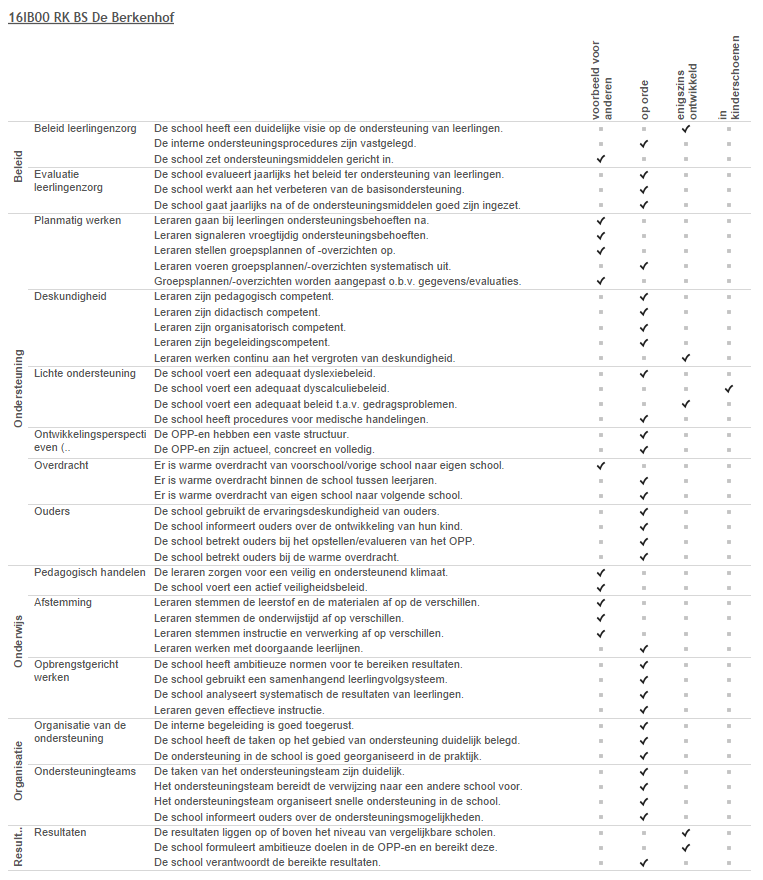 16IB00 RK BS De Berkenhof
voorbeeld voor
anderen
op orde
enigszins
ontwikkeld
in
kinderschoenen
Beleid
Beleid leerlingenzorg De school heeft een duidelijke visie op de ondersteuning van leerlingen.
De interne ondersteuningsprocedures zijn vastgelegd.
De school zet ondersteuningsmiddelen gericht in.
Evaluatie De school evalueert jaarlijks het beleid ter ondersteuning van leerlingen.
leerlingenzorg De school werkt aan het verbeteren van de basisondersteuning.
De school gaat jaarlijks na of de ondersteuningsmiddelen goed zijn ingezet.
Ondersteuning
Planmatig werken Leraren gaan bij leerlingen ondersteuningsbehoeften na.
Leraren signaleren vroegtijdig ondersteuningsbehoeften.
Leraren stellen groepsplannen of -overzichten op.
Leraren voeren groepsplannen/-overzichten systematisch uit.
Groepsplannen/-overzichten worden aangepast o.b.v. gegevens/evaluaties.
Deskundigheid Leraren zijn pedagogisch competent.
Leraren zijn didactisch competent.
Leraren zijn organisatorisch competent.
Leraren zijn begeleidingscompetent.
Leraren werken continu aan het vergroten van deskundigheid.
Lichte ondersteuning De school voert een adequaat dyslexiebeleid.
De school voert een adequaat dyscalculiebeleid.
De school voert een adequaat beleid t.a.v. gedragsproblemen.
De school heeft procedures voor medische handelingen.
Ontwikkelingsperspecti De OPP-en hebben een vaste structuur.
even (.. De OPP-en zijn actueel, concreet en volledig.
Overdracht Er is warme overdracht van voorschool/vorige school naar eigen school.
Er is warme overdracht binnen de school tussen leerjaren.
Er is warme overdracht van eigen school naar volgende school.
Ouders De school gebruikt de ervaringsdeskundigheid van ouders.
De school informeert ouders over de ontwikkeling van hun kind.
De school betrekt ouders bij het opstellen/evalueren van het OPP.
De school betrekt ouders bij de warme overdracht.
Onderwijs
Pedagogisch handelen De leraren zorgen voor een veilig en ondersteunend klimaat.
De school voert een actief veiligheidsbeleid.
Afstemming Leraren stemmen de leerstof en de materialen af op de verschillen.
Leraren stemmen de onderwijstijd af op verschillen.
Leraren stemmen instructie en verwerking af op verschillen.
Leraren werken met doorgaande leerlijnen.
Opbrengstgericht De school heeft ambitieuze normen voor te bereiken resultaten.
werken De school gebruikt een samenhangend leerlingvolgsysteem.
De school analyseert systematisch de resultaten van leerlingen.
Leraren geven effectieve instructie.
Organisatie
Organisatie van de De interne begeleiding is goed toegerust.
ondersteuning De school heeft de taken op het gebied van ondersteuning duidelijk belegd.
De ondersteuning in de school is goed georganiseerd in de praktijk.
Ondersteuningteams De taken van het ondersteuningsteam zijn duidelijk.
Het ondersteuningsteam bereidt de verwijzing naar een andere school voor.
Het ondersteuningsteam organiseert snelle ondersteuning in de school.
De school informeert ouders over de ondersteuningsmogelijkheden.
Result..
Resultaten De resultaten liggen op of boven het niveau van vergelijkbare scholen.
De school formuleert ambitieuze doelen in de OPP-en en bereikt deze.
De school verantwoordt de bereikte resultaten.